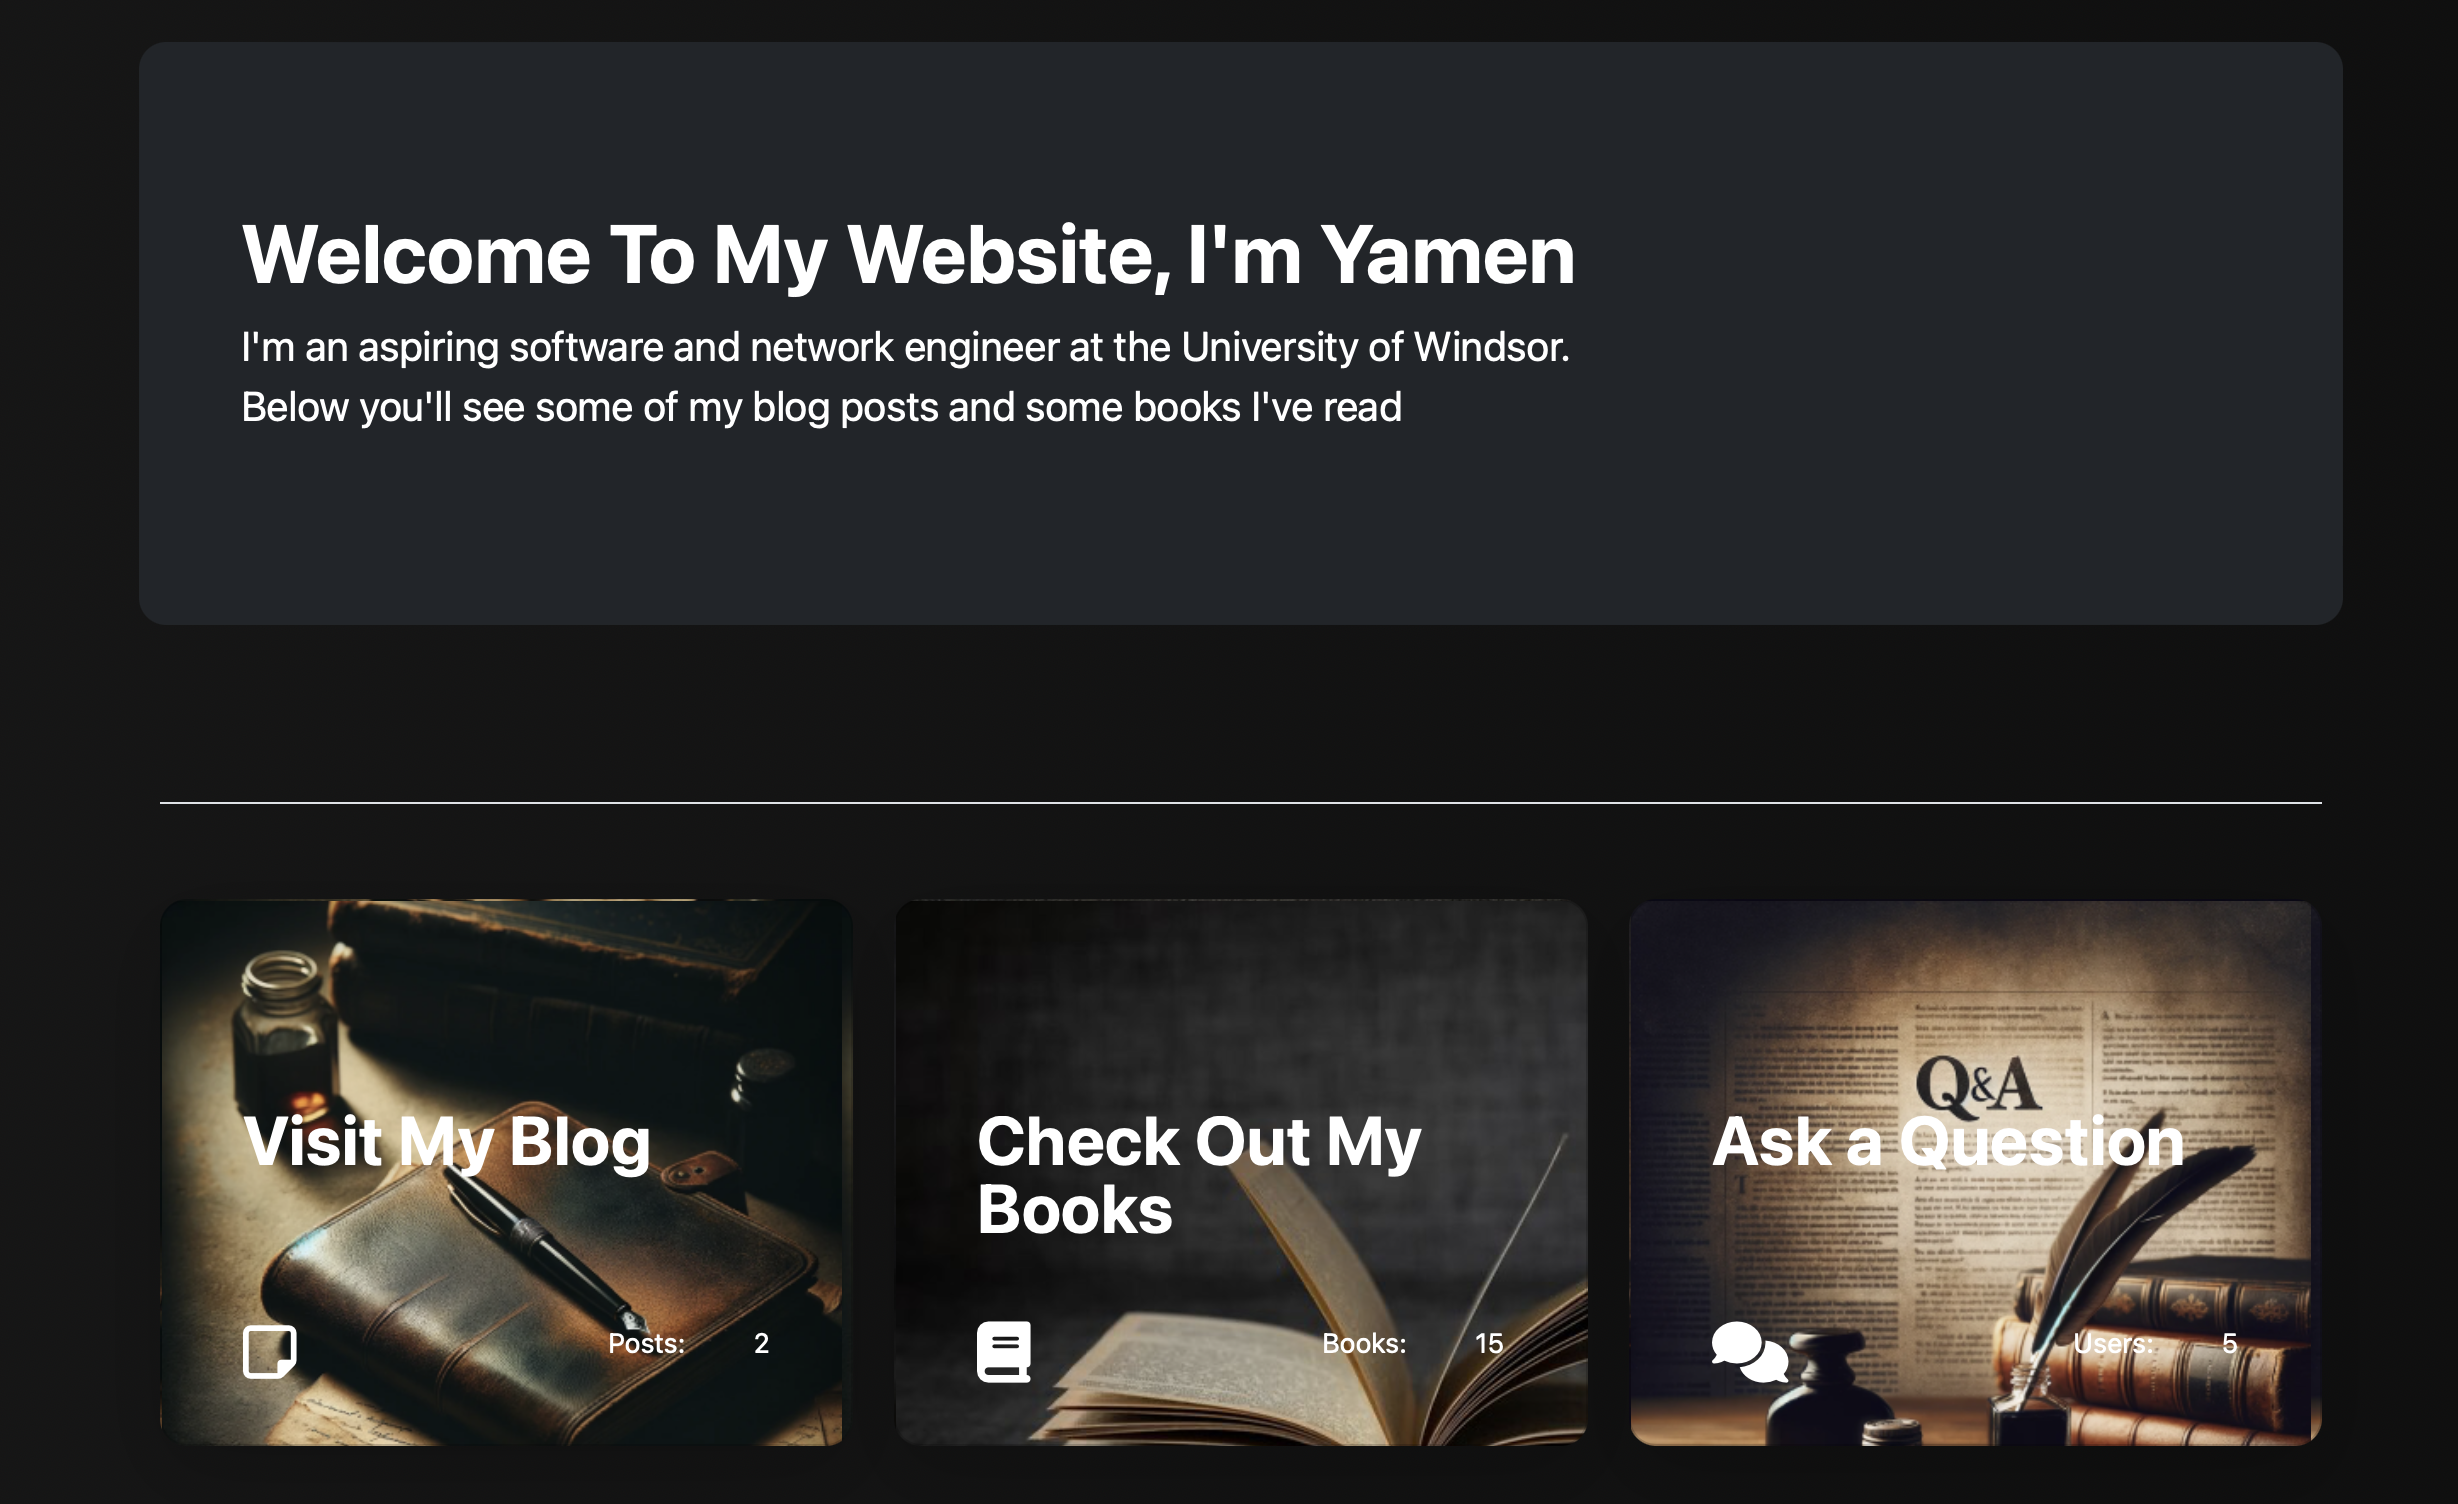 Welcome To My Website, I'm Yamen
I'm an aspiring software and network engineer at the University of Windsor.
Below you'll see some of my blog posts and some books I've read
Visit My Blog
Posts: 2
Check Out My
Books
Books: 15
Q&A
Ask a Question
Users: 5